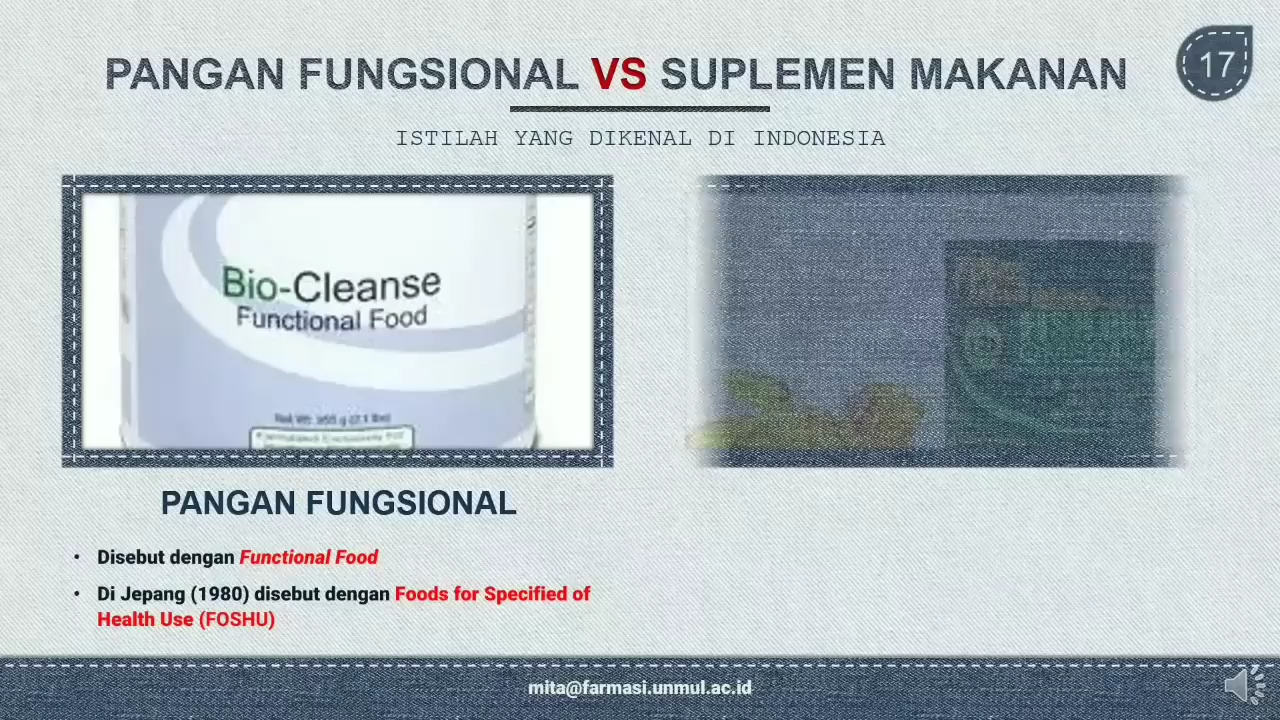 PANGAN FUNGSIONAL VS SUPLEMEN MAKANAN
17
ISTILAH YANG DIKENAL DI INDONESIA
Bio-Cleanse
Functional Food
PANGAN FUNGSIONAL
• Disebut dengan Functional Food
• Di Jepang (1980) disebut dengan Foods for Specified of
Health Use (FOSHU)
mita@farmasi.unmul.ac.id